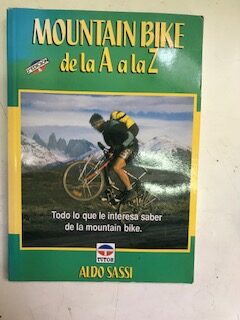 MOUNTAIN BIKE
de la A a la Z
Todo lo que le interesa saber
de la mountain bike.
TUTOR
ALDO SASSI